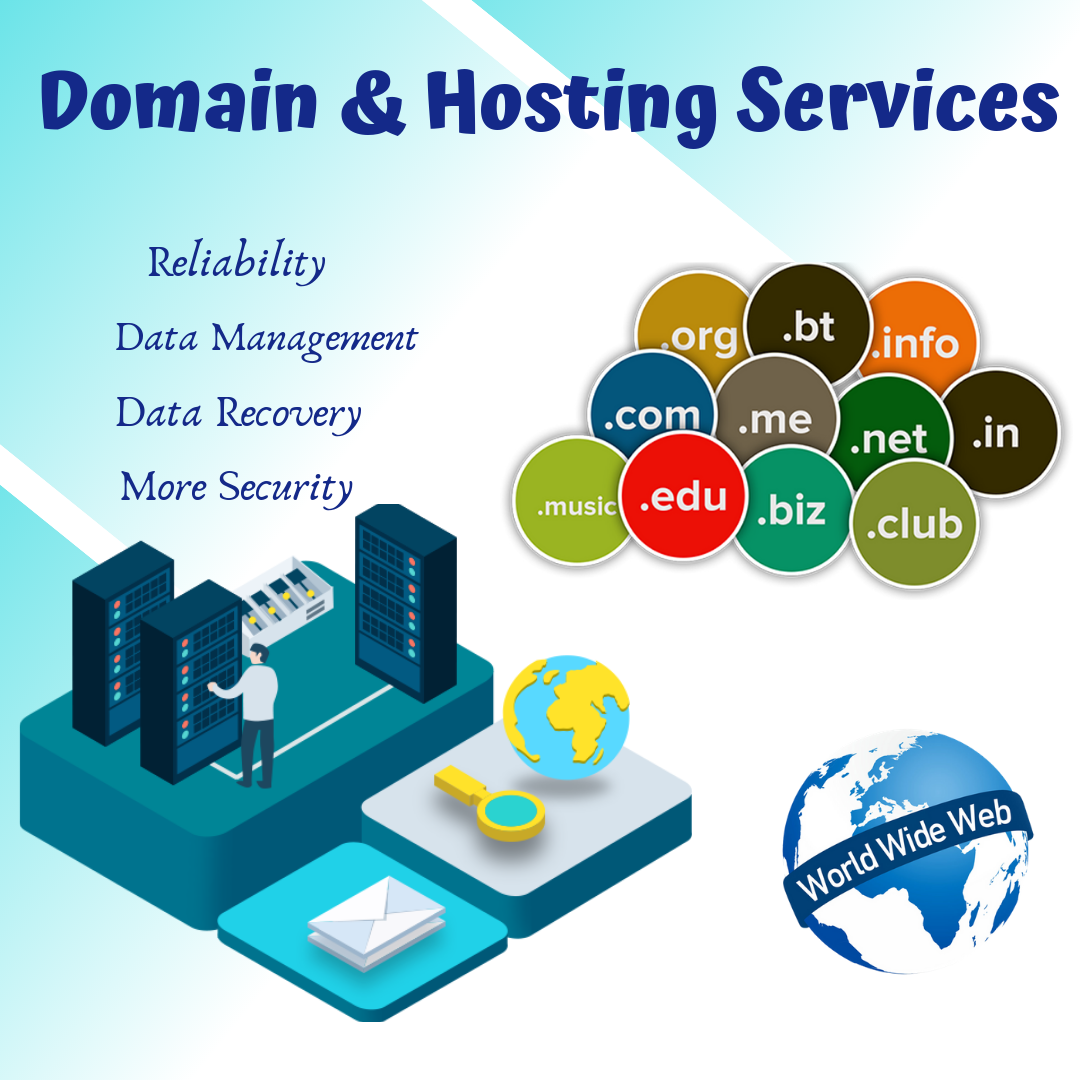 Domain & Hosting Services
Reliability
Data Management
Data Recovery
More Security
.org
.bt
.info
.com
.me
.net
.in
.music
.edu
.biz
.club
World Wide Web